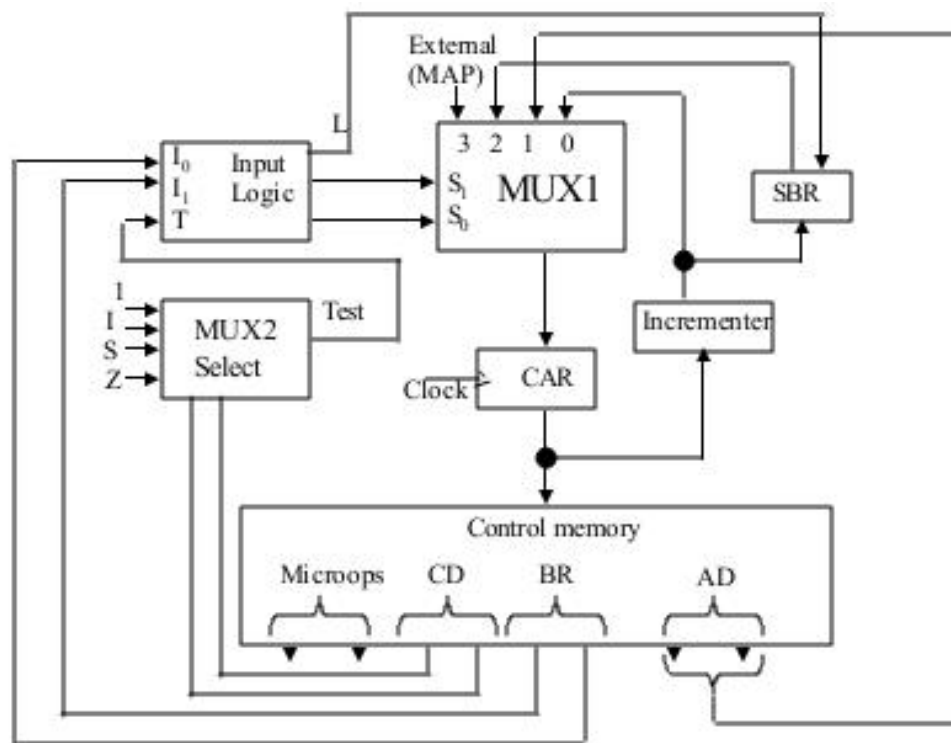 External
(MAP)
L
3 2 1 0
I0
Input
Logic
I1
T
S1
MUX1
S0
SBR
1
I
S
Z
MUX2
Select
Test
Incrementer
Clock
CAR
Control memory
Microops CD BR AD